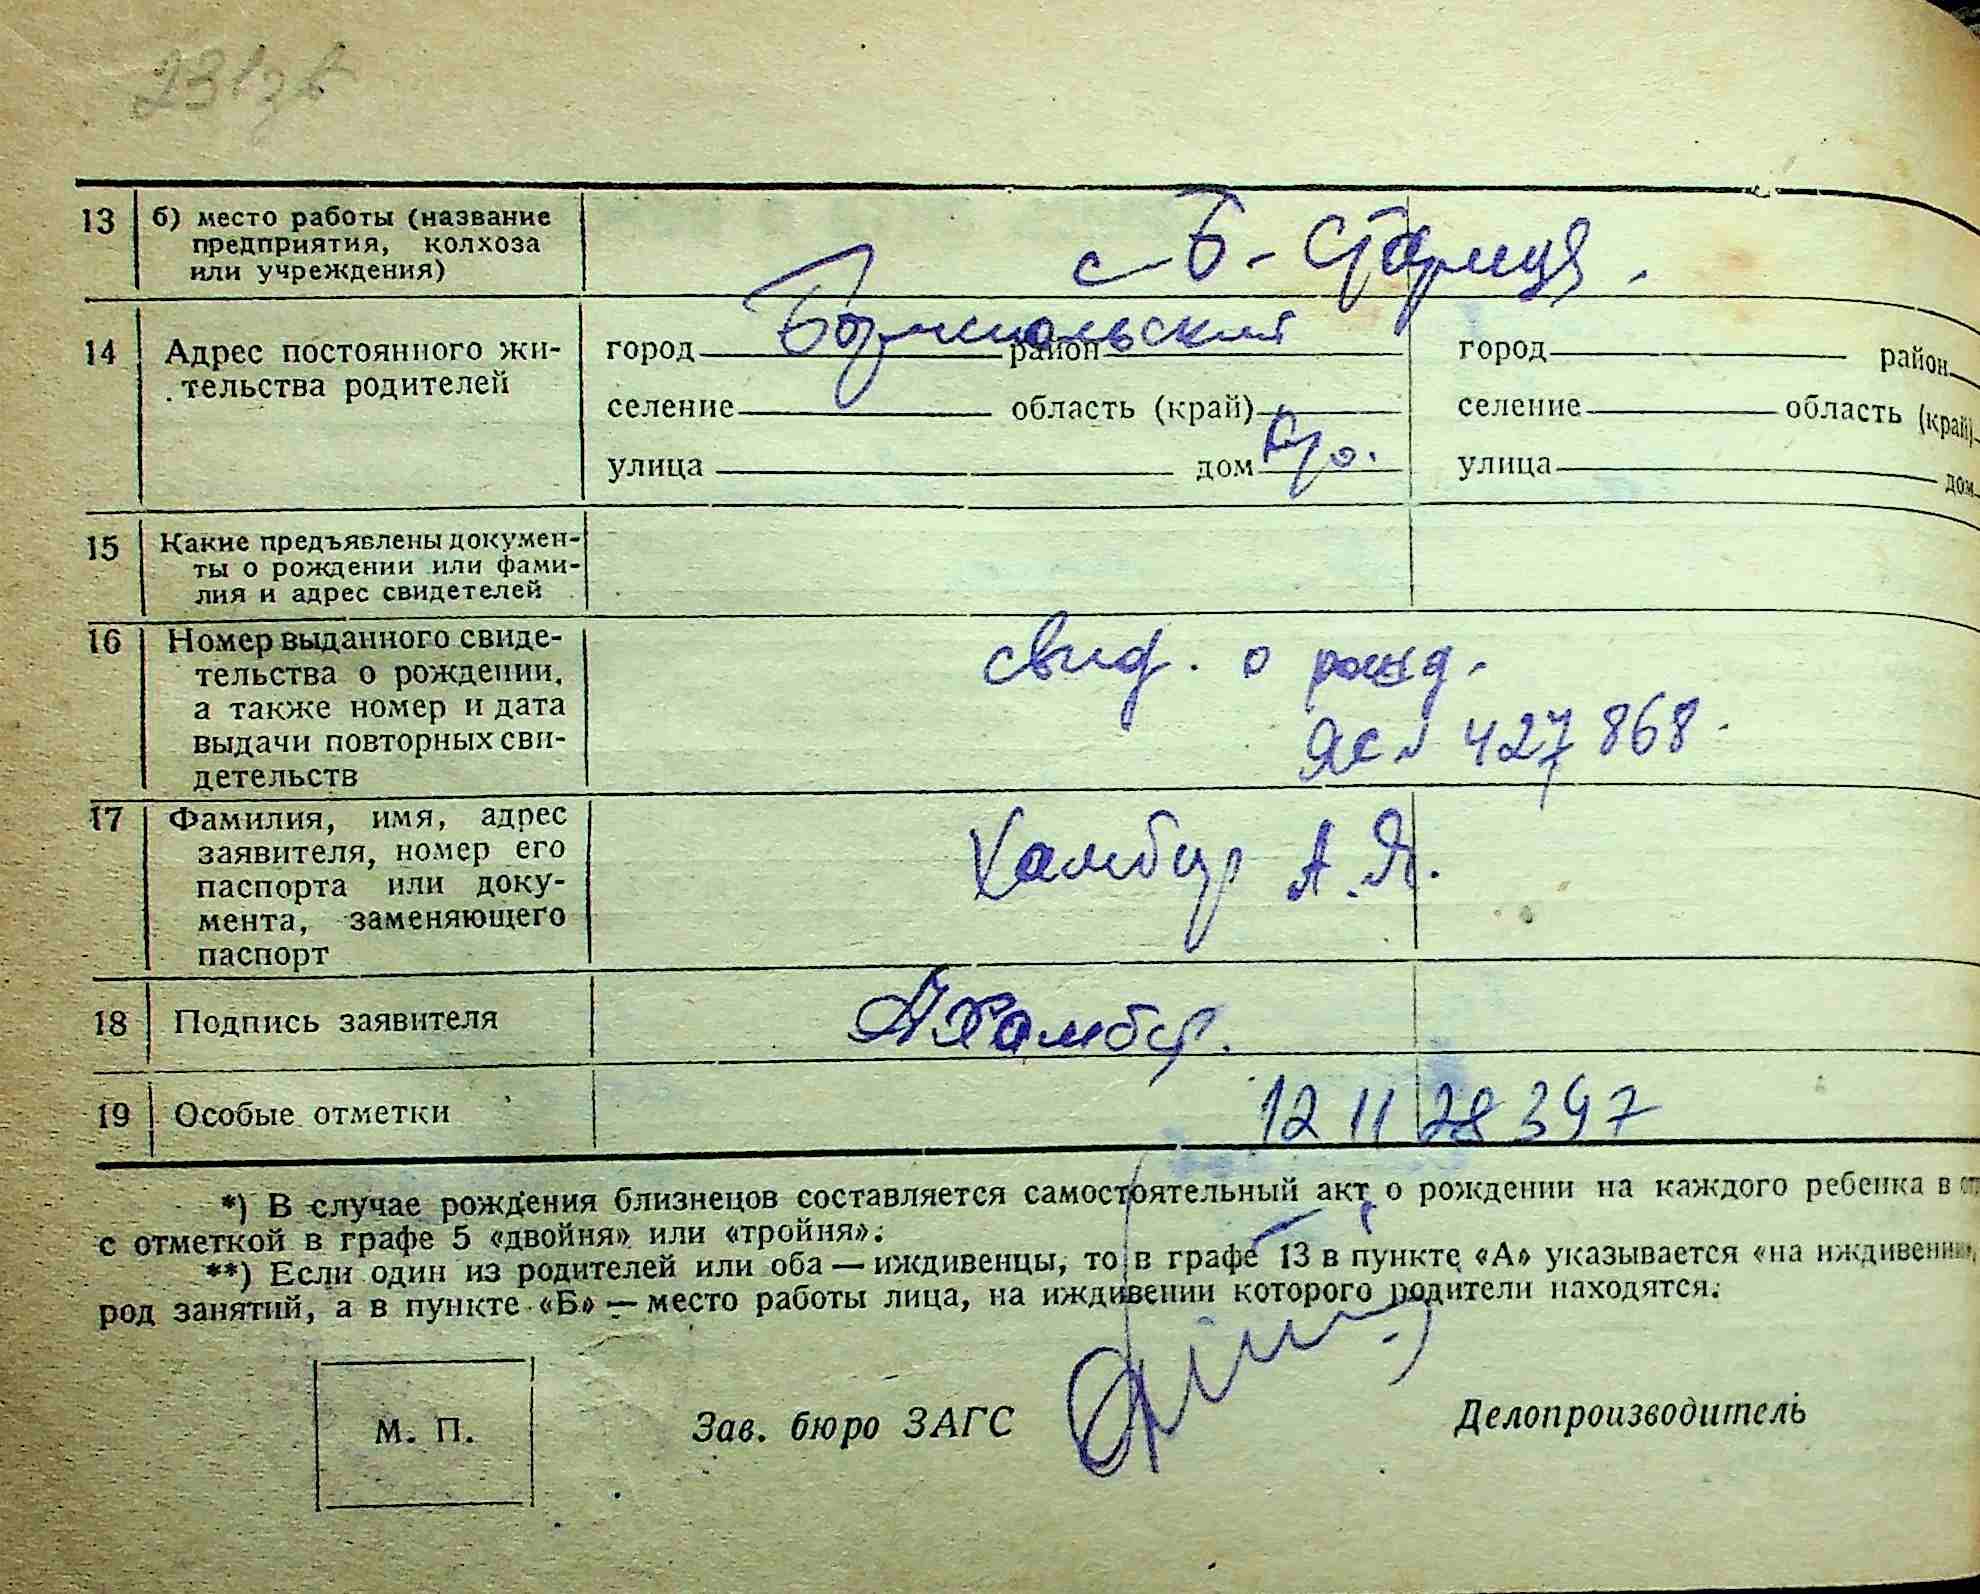 231зв
13 б) место работы (название
предприятия, колхоза
или учреждения)
с-Б-Стариця.
14 Адрес постоянного жи-
тельства родителей
город район город район
Бориспольский
селение область (край) селение область (край)
улица дом улица дом
15 Какие предъявлены докумен-
ты о рождении или фами-
лия и адрес свидетелей
16 Номер выданного свиде-
тельства о рождении,
а также номер и дата
выдачи повторных сви-
детельств
свид. о рожд.
ЯС № 427868.
17 Фамилия, имя, адрес
заявителя, номер его
паспорта или доку-
мента, заменяющего
паспорт
Хамбур А.Я.
18 Подпись заявителя
АХамбур.
19 Особые отметки
12 11 28 397
*) В случае рождения близнецов составляется самостоятельный акт о рождении на каждого ребенка в
с отметкой в графе 5 «двойня» или «тройня».
**) Если один из родителей или оба — иждивенцы, то в графе 13 в пункте «А» указывается «на иждивении»,
род занятий, а в пункте «Б» — место работы лица, на иждивении которого родители находятся.
М. П. Зав. бюро ЗАГС Делопроизводитель